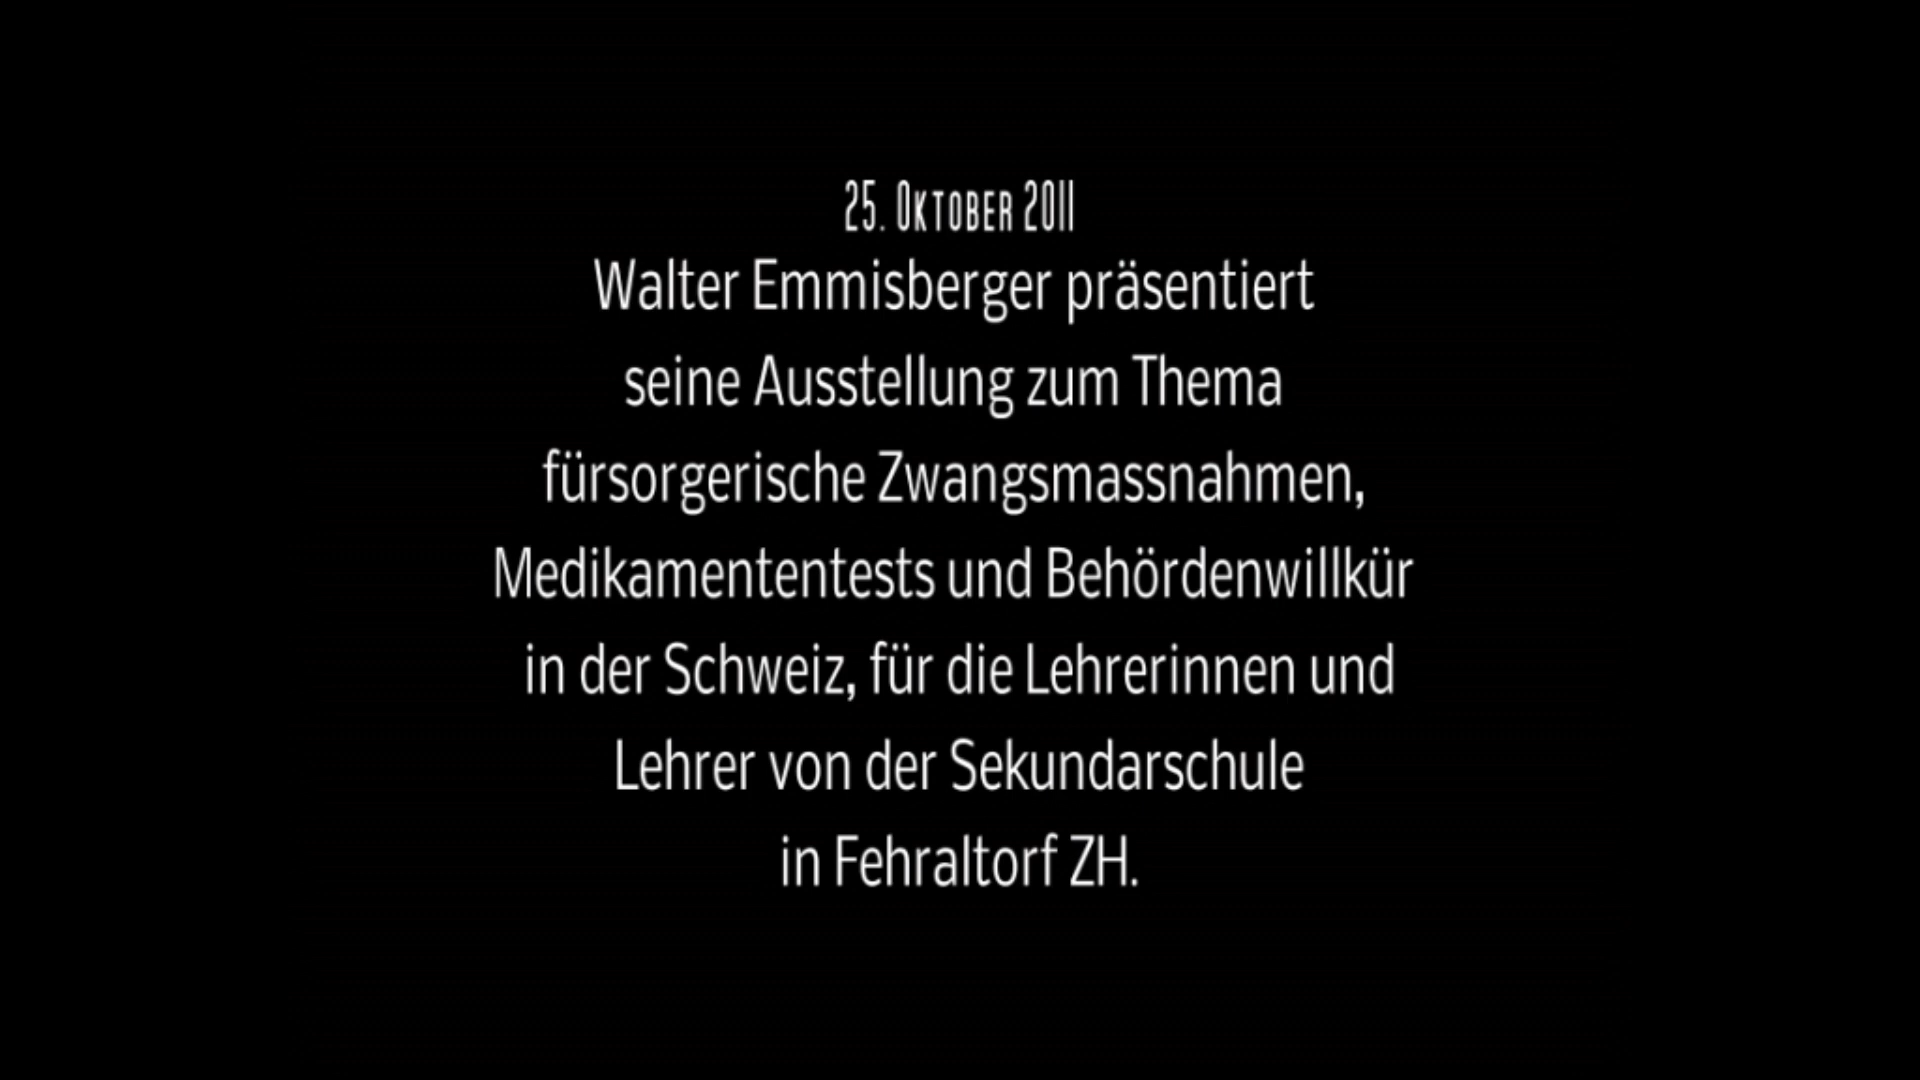 25. Oktober 2011
Walter Emmisberger präsentiert
seine Ausstellung zum Thema
fürsorgerische Zwangsmassnahmen,
Medikamententests und Behördenwillkür
in der Schweiz, für die Lehrerinnen und
Lehrer von der Sekundarschule
in Fehraltorf ZH.